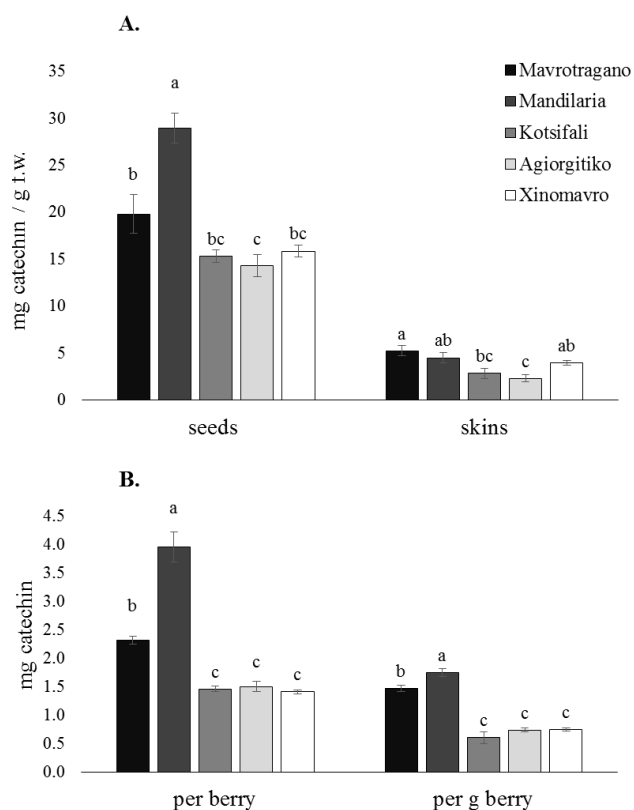 A.
35
30
25
20
15
10
5
0
mg catechin / g f.w.
Mavrotragano
Mandilaria
Kotsifali
Agiorgitiko
Xinomavro
b
a
bc
c
bc
a
ab
bc
c
ab
seeds
skins
B.
4.5
4.0
3.5
3.0
2.5
2.0
1.5
1.0
0.5
0.0
mg catechin
b
a
c
c
c
b
a
c
c
c
per berry
per g berry